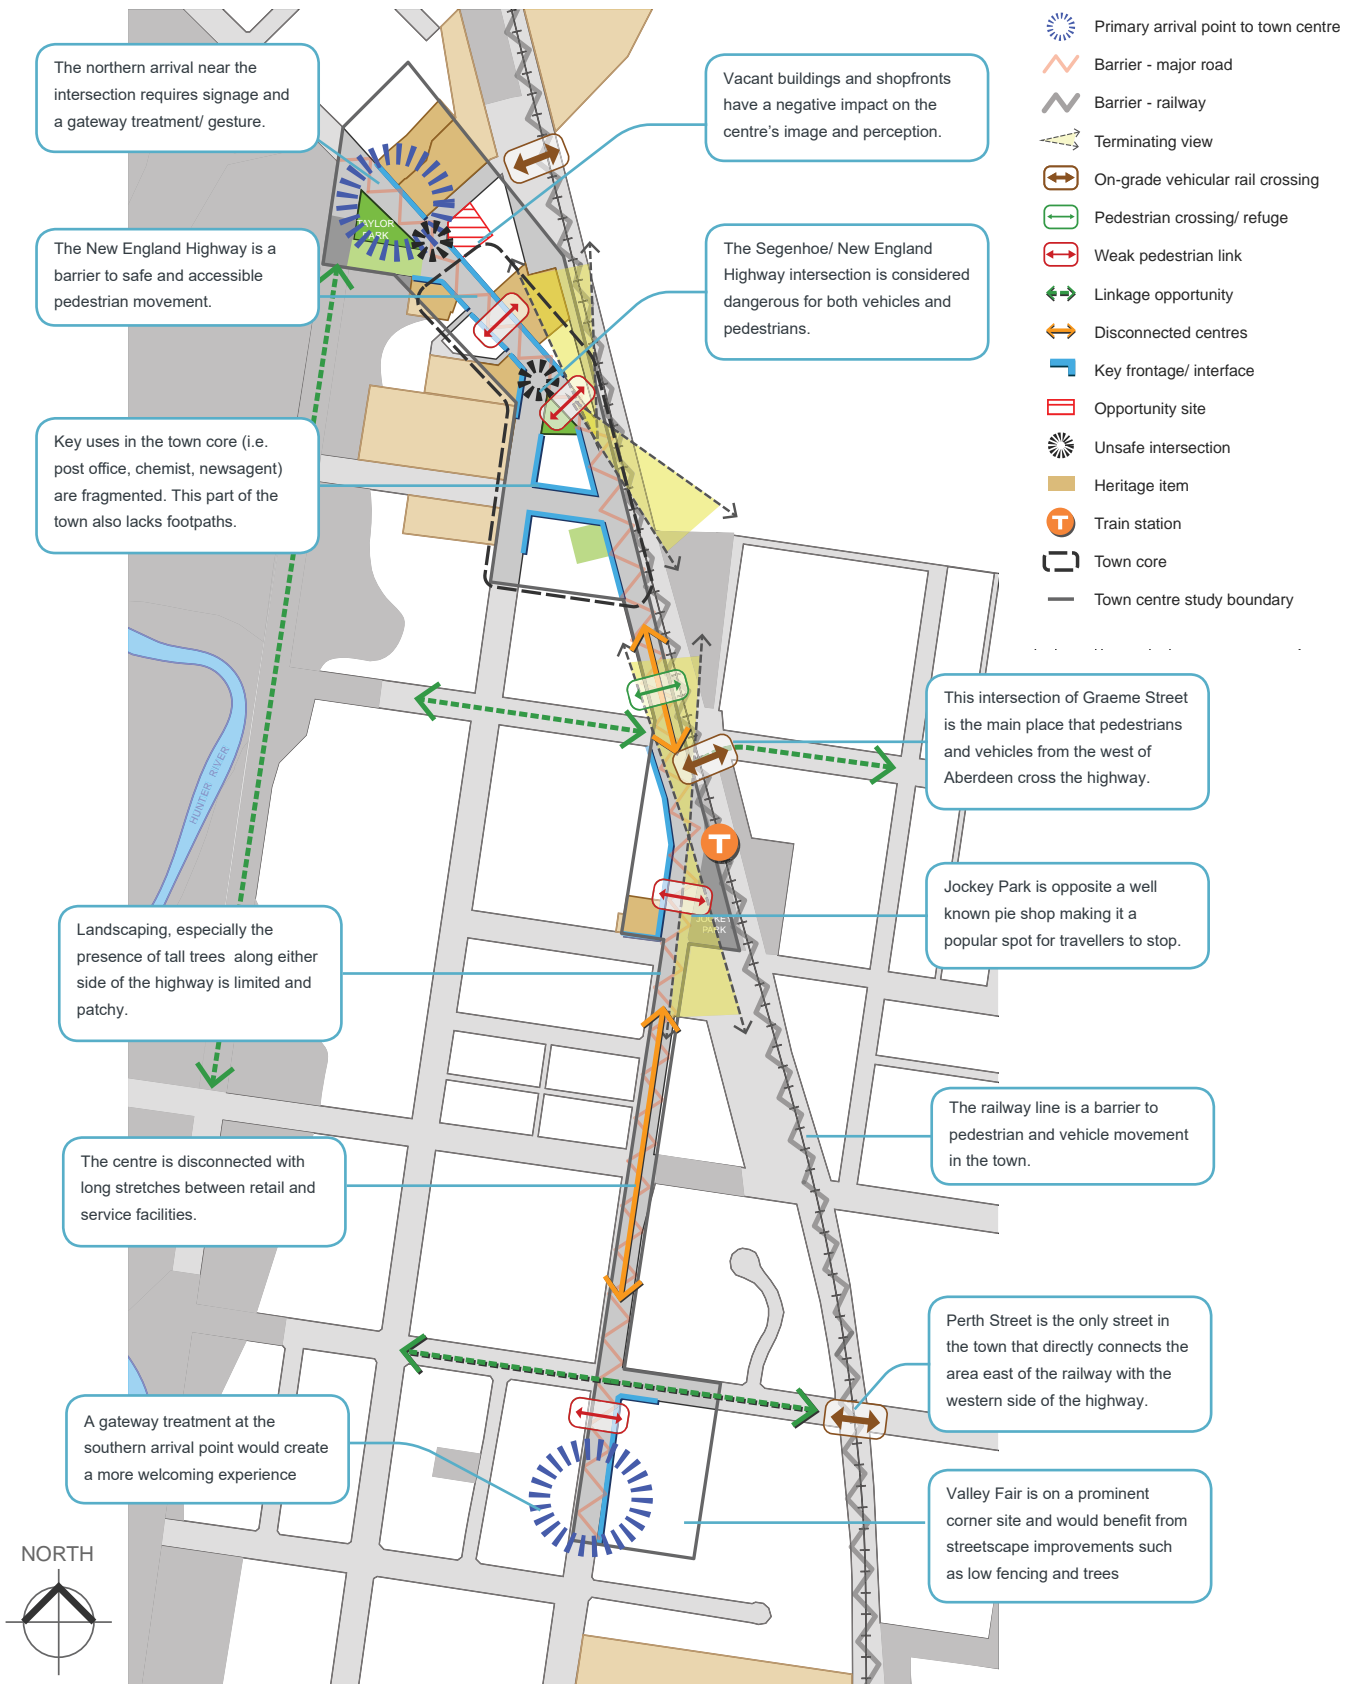 The northern arrival near the
intersection requires signage and
a gateway treatment/ gesture.
Vacant buildings and shopfronts
have a negative impact on the
centre's image and perception.
Primary arrival point to town centre
Barrier - major road
Barrier - railway
Terminating view
On-grade vehicular rail crossing
Pedestrian crossing/ refuge
Weak pedestrian link
Linkage opportunity
Disconnected centres
Key frontage/ interface
Opportunity site
Unsafe intersection
Heritage item
T
Train station
Town core
Town centre study boundary
TAYLOR
PARK
The New England Highway is a
barrier to safe and accessible
pedestrian movement.
The Segenhoe/ New England
Highway intersection is considered
dangerous for both vehicles and
pedestrians.
Key uses in the town core (i.e.
post office, chemist, newsagent)
are fragmented. This part of the
town also lacks footpaths.
This intersection of Graeme Street
is the main place that pedestrians
and vehicles from the west of
Aberdeen cross the highway.
HUNTER RIVER
T
Jockey Park is opposite a well
known pie shop making it a
popular spot for travellers to stop.
JOCKEY
PARK
Landscaping, especially the
presence of tall trees along either
side of the highway is limited and
patchy.
The railway line is a barrier to
pedestrian and vehicle movement
in the town.
The centre is disconnected with
long stretches between retail and
service facilities.
Perth Street is the only street in
the town that directly connects the
area east of the railway with the
western side of the highway.
A gateway treatment at the
southern arrival point would create
a more welcoming experience
Valley Fair is on a prominent
corner site and would benefit from
streetscape improvements such
as low fencing and trees
NORTH